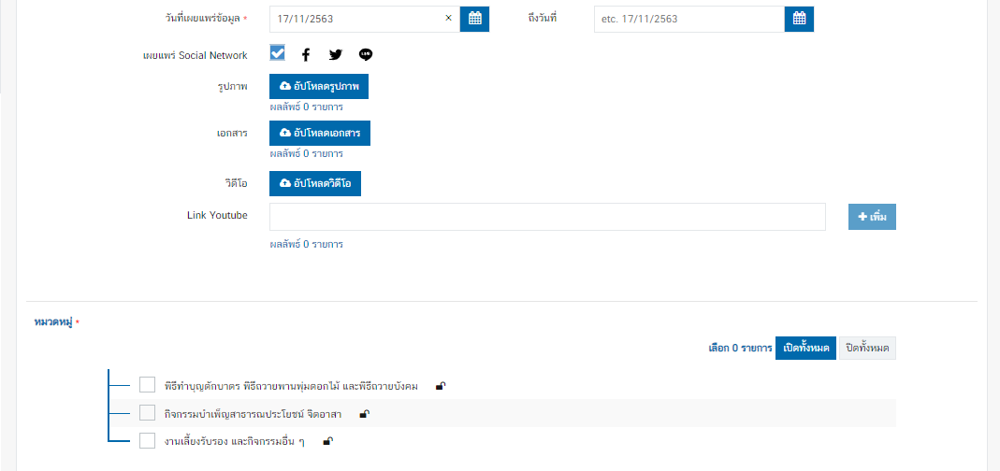 วันที่เผยแพร่ข้อมูล * 17/11/2563 × ถึงวันที่ etc. 17/11/2563
เผยแพร่ Social Network LINE
รูปภาพ อัปโหลดรูปภาพ
ผลลัพธ์ 0 รายการ
เอกสาร อัปโหลดเอกสาร
ผลลัพธ์ 0 รายการ
วิดีโอ อัปโหลดวิดีโอ
Link Youtube + เพิ่ม
ผลลัพธ์ 0 รายการ
หมวดหมู่ *
เลือก 0 รายการ เปิดทั้งหมด ปิดทั้งหมด
พิธีทำบุญตักบาตร พิธีถวายพานพุ่มดอกไม้ และพิธีถวายบังคม
กิจกรรมบำเพ็ญสาธารณประโยชน์ จิตอาสา
งานเลี้ยงรับรอง และกิจกรรมอื่น ๆ